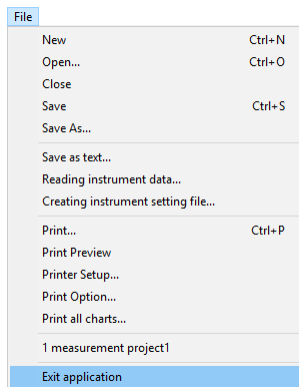 File
New Ctrl+N
Open... Ctrl+O
Close
Save Ctrl+S
Save As...
Save as text...
Reading instrument data...
Creating instrument setting file...
Print... Ctrl+P
Print Preview
Printer Setup...
Print Option...
Print all charts...
1 measurement project1
Exit application